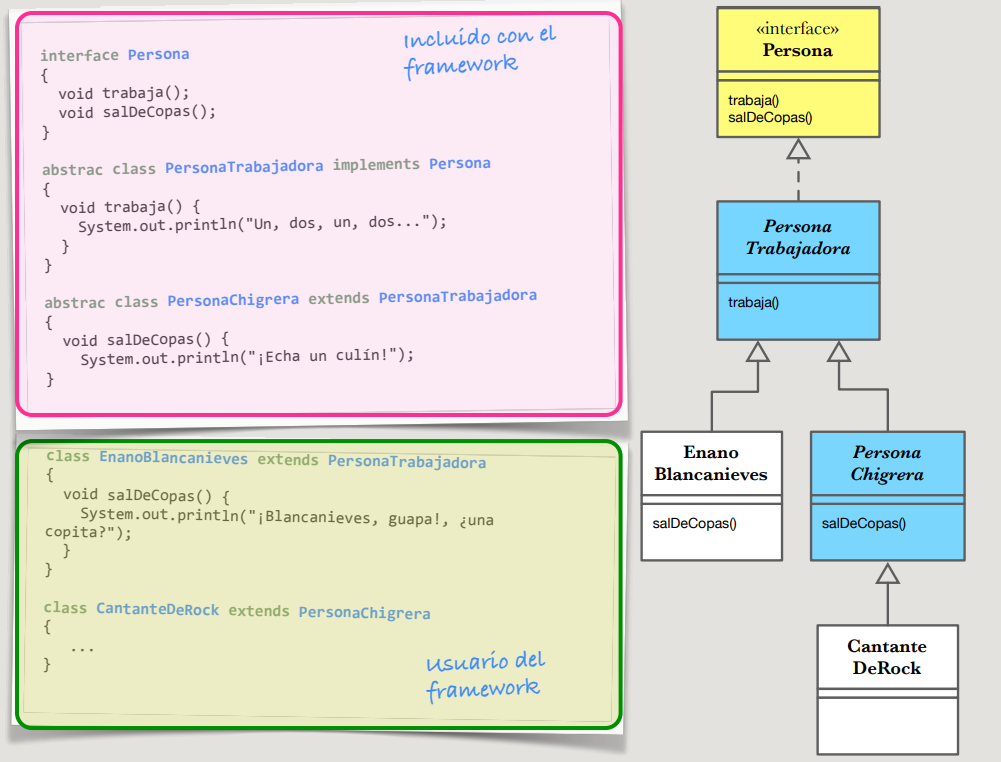 interface Persona
{
void trabaja();
void salDeCopas();
}
abstrac class PersonaTrabajadora implements Persona
{
void trabaja() {
System.out.println("Un, dos, un, dos...");
}
}
abstrac class PersonaChigrera extends PersonaTrabajadora
{
void salDeCopas() {
System.out.println("¡Echa un culín!");
}
Incluído con el
framework
class EnanoBlancanieves extends PersonaTrabajadora
{
void salDeCopas() {
System.out.println("¡Blancanieves, guapa!, ¿una
copita?");
}
}
class CantanteDeRock extends PersonaChigrera
{
...
}
Usuario del
framework
«interface»
Persona
trabaja()
salDeCopas()
Persona
Trabajadora
trabaja()
Enano
Blancanieves
salDeCopas()
Persona
Chigrera
salDeCopas()
Cantante
DeRock